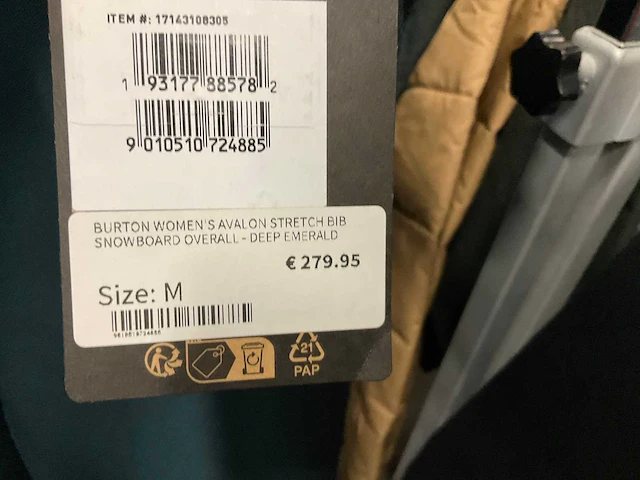 ITEM #: 17143108305
1 93177 88578 2
9 010510 724885
BURTON WOMEN'S AVALON STRETCH BIB
SNOWBOARD OVERALL - DEEP EMERALD
€ 279.95
Size: M
21
PAP